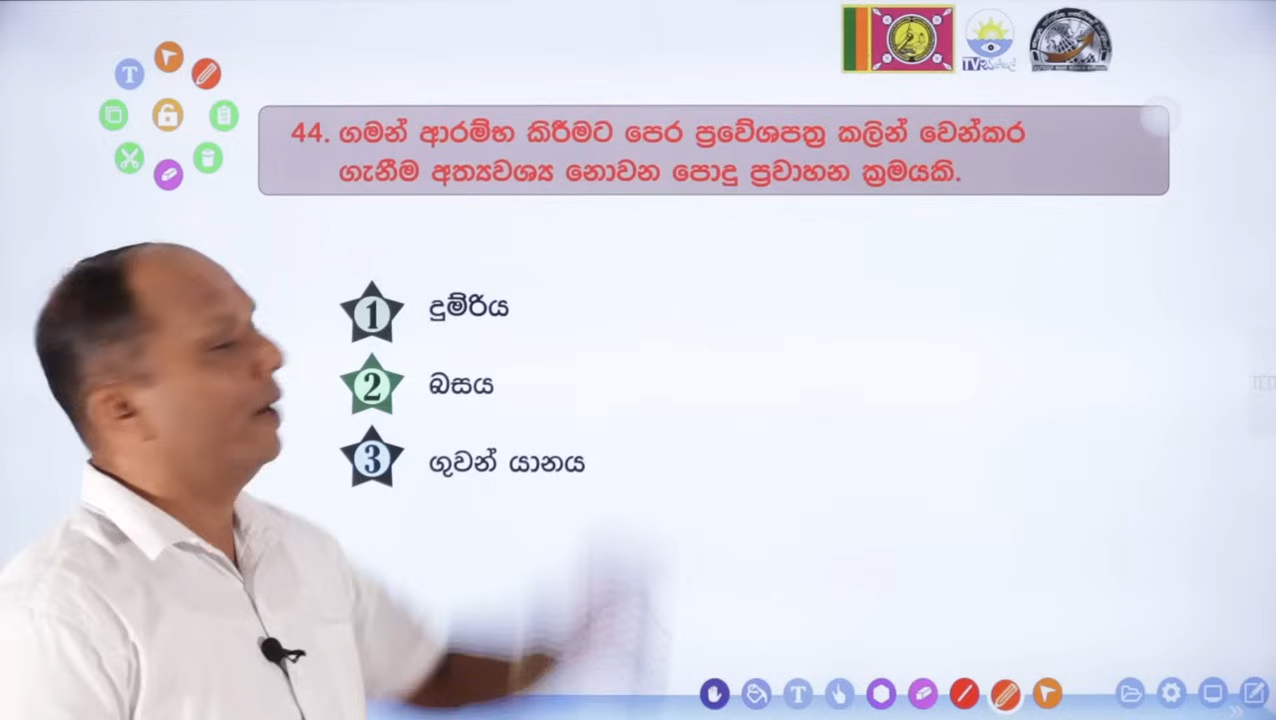 44. ගමන් ආරම්භ කිරීමට පෙර ප්‍රවේශපත්‍ර කලින් වෙන්කර
ගැනීම අත්‍යවශ්‍ය නොවන පොදු ප්‍රවාහන ක්‍රමයකි.
1 දුම්රිය
2 බසය
3 ගුවන් යානය